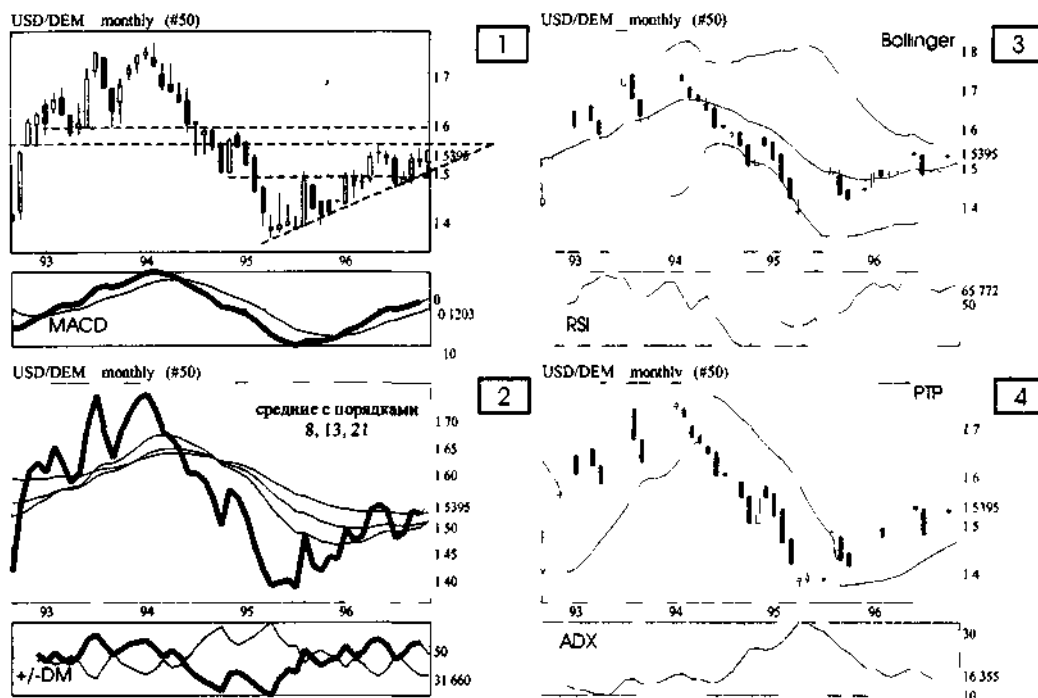 USD/DEM monthly (#50)
1
1 7
1 6
1 5395
1.5
1 4
93 94 95 96
MACD
0
-0 1203
10
USD/DEM monthly (#50)
3
Bollinger
1 8
1 7
1 6
1 5395
1 5
1 4
93 94 95 96
RSI
65 772
50
USD/DEM monthly (#50)
2
средние с порядками
8, 13, 21
1 70
1 65
1 60
1 5395
1 50
1 45
1 40
93 94 95 96
+/-DM
50
31 660
USD/DEM monthly (#50)
4
PTP
1.7
1 6
1 5395
1 5
1 4
93 94 95 96
ADX
30
16 355
10